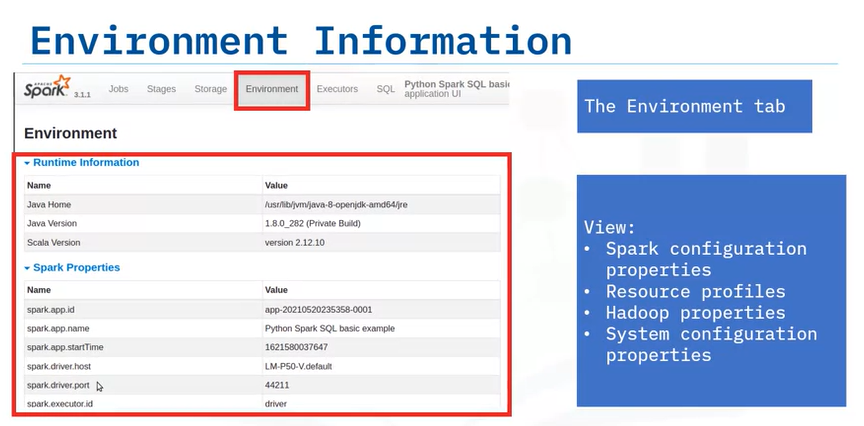 Environment Information
APACHE Spark 3.1.1 Jobs Stages Storage Environment Executors SQL Python Spark SQL basic
application UI
Environment
Runtime Information
Name Value
Java Home /usr/lib/jvm/java-8-openjdk-amd64/jre
Java Version 1.8.0_282 (Private Build)
Scala Version version 2.12.10
Spark Properties
Name Value
spark.app.id app-20210520235358-0001
spark.app.name Python Spark SQL basic example
spark.app.startTime 1621580037647
spark.driver.host LM-P50-V.default
spark.driver.port 44211
spark.executor.id driver
The Environment tab
View:
• Spark configuration
properties
• Resource profiles
• Hadoop properties
• System configuration
properties